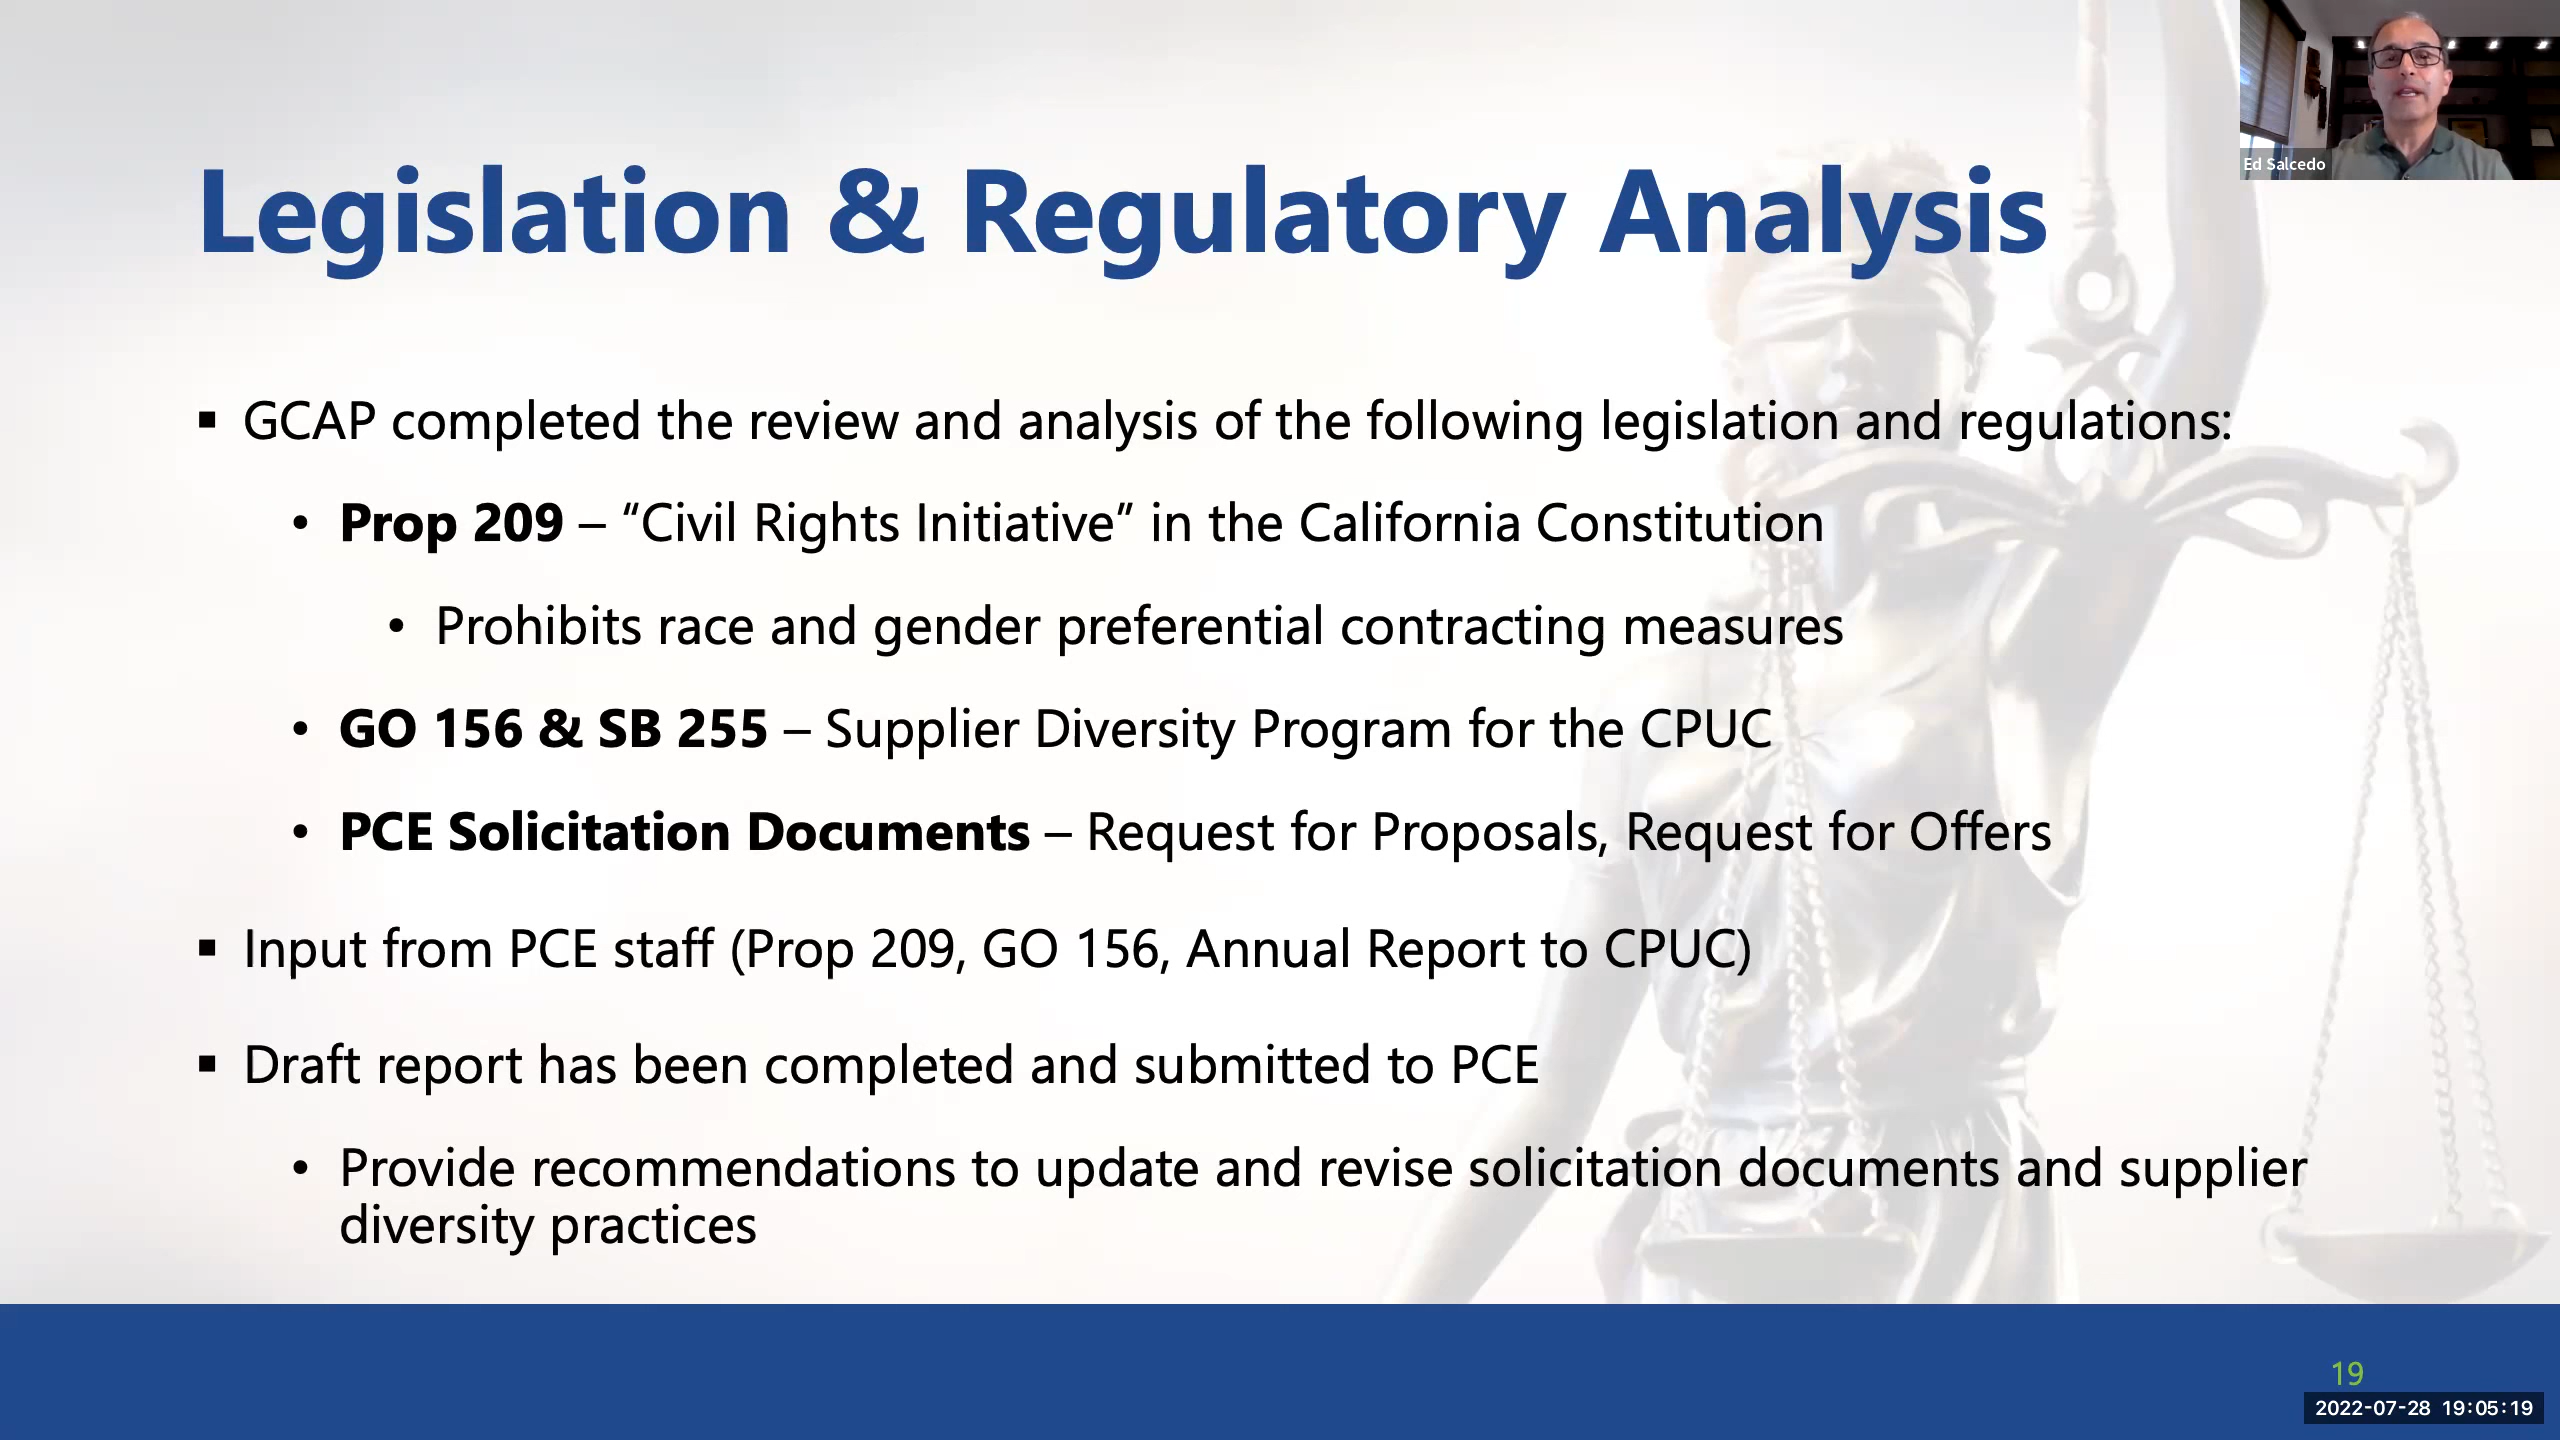 Ed Salcedo
Legislation & Regulatory Analysis
▪ GCAP completed the review and analysis of the following legislation and regulations:
• Prop 209 – “Civil Rights Initiative” in the California Constitution
• Prohibits race and gender preferential contracting measures
• GO 156 & SB 255 – Supplier Diversity Program for the CPUC
• PCE Solicitation Documents – Request for Proposals, Request for Offers
▪ Input from PCE staff (Prop 209, GO 156, Annual Report to CPUC)
▪ Draft report has been completed and submitted to PCE
• Provide recommendations to update and revise solicitation documents and supplier
diversity practices
19
2022-07-28 19:05:19